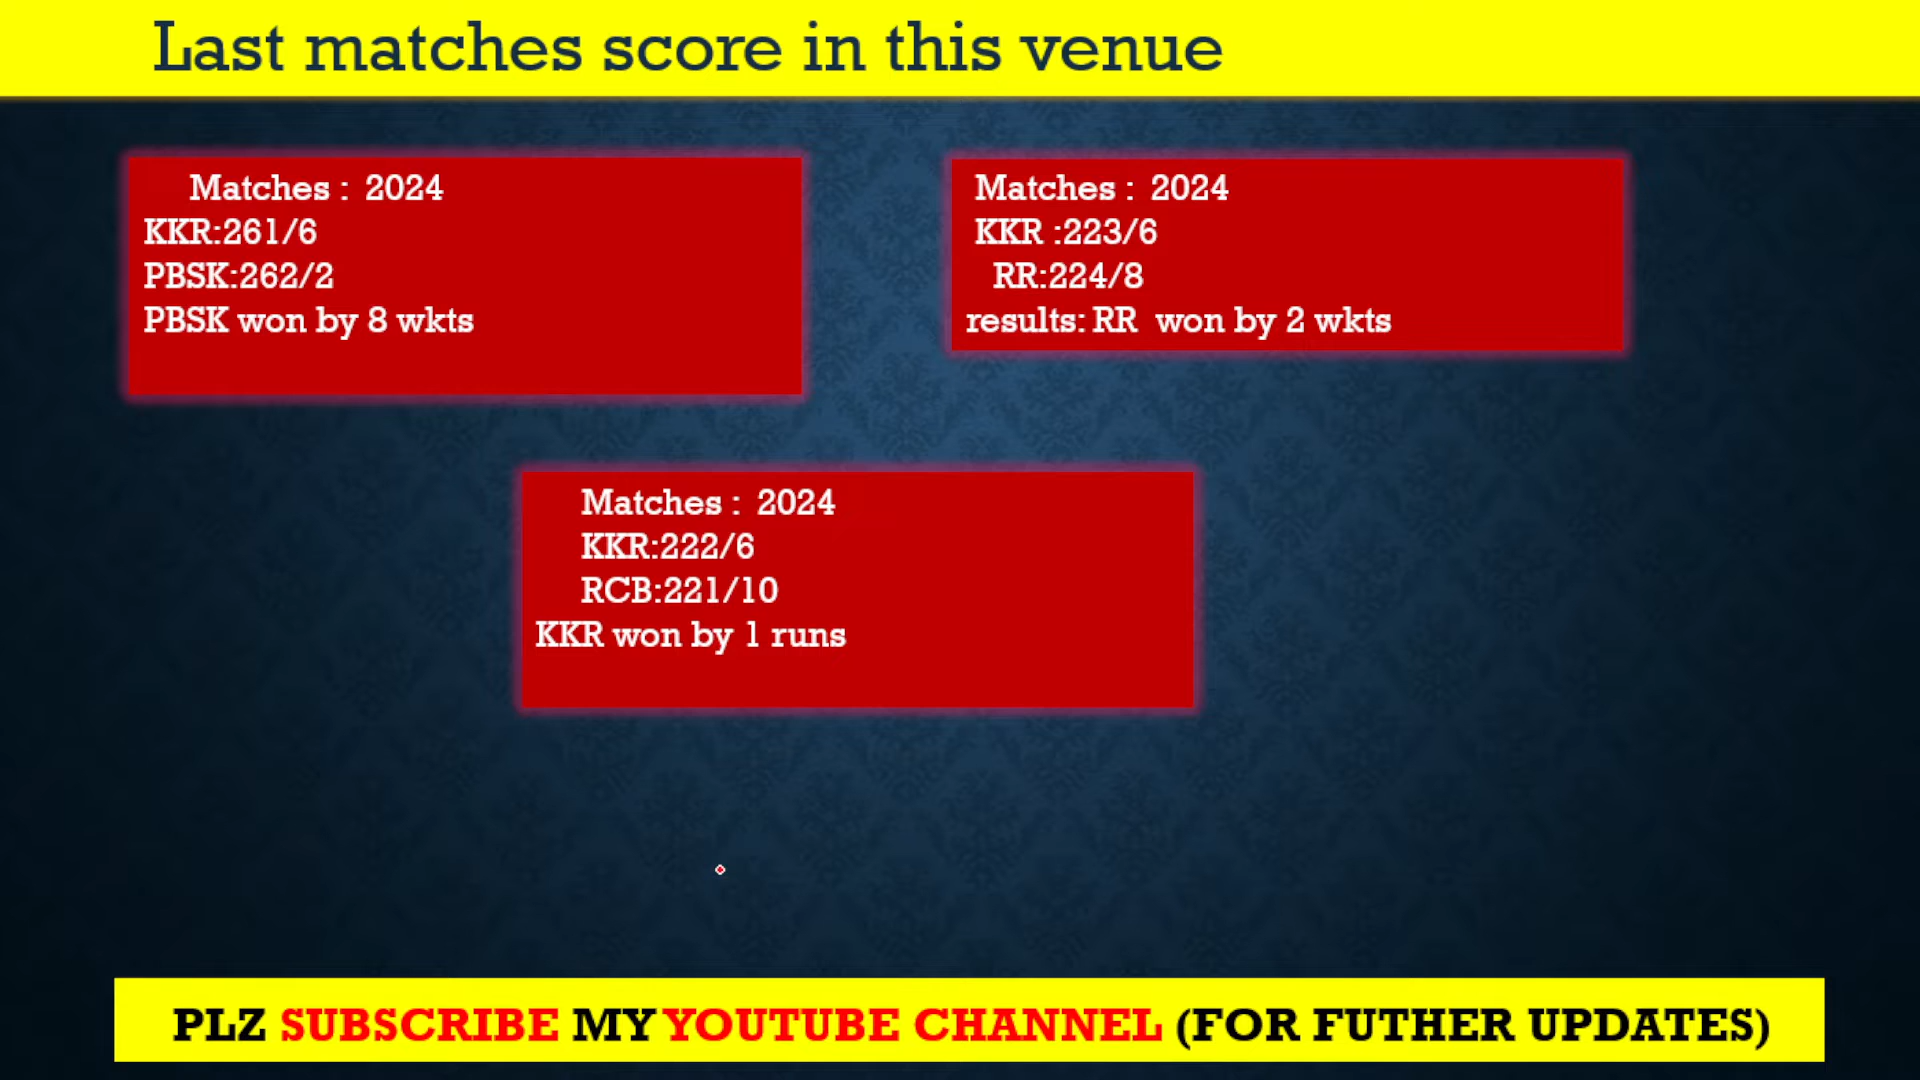 Last matches score in this venue
Matches : 2024
KKR:261/6
PBSK:262/2
PBSK won by 8 wkts
Matches : 2024
KKR :223/6
RR:224/8
results: RR won by 2 wkts
Matches : 2024
KKR:222/6
RCB:221/10
KKR won by 1 runs
PLZ SUBSCRIBE MY YOUTUBE CHANNEL (FOR FUTHER UPDATES)